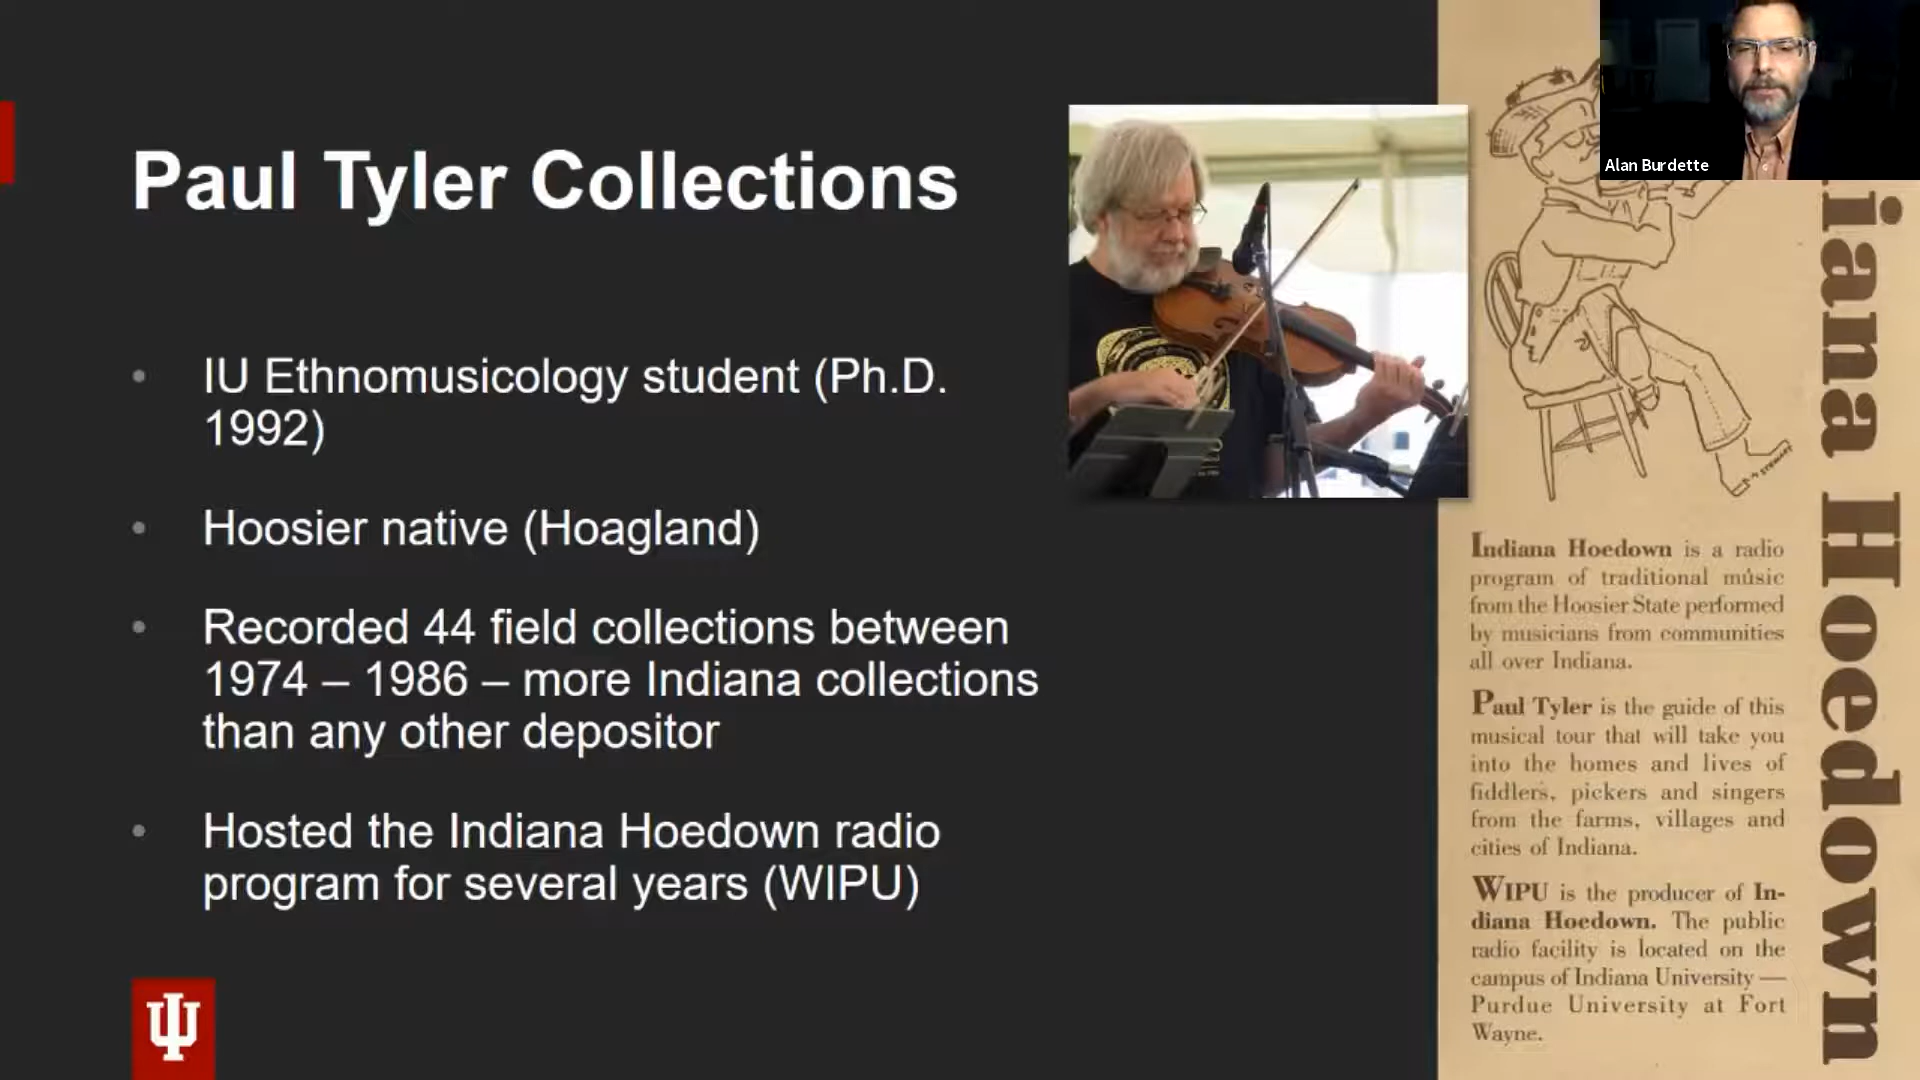 Paul Tyler Collections
IU Ethnomusicology student (Ph.D.
1992)
Hoosier native (Hoagland)
Recorded 44 field collections between
1974 – 1986 – more Indiana collections
than any other depositor
Hosted the Indiana Hoedown radio
program for several years (WIPU)
Alan Burdette
STEWART
iana Hoedown
Indiana Hoedown is a radio
program of traditional music
from the Hoosier State performed
by musicians from communities
all over Indiana.
Paul Tyler is the guide of this
musical tour that will take you
into the homes and lives of
fiddlers, pickers and singers
from the farms, villages and
cities of Indiana.
WIPU is the producer of In-
diana Hoedown. The public
radio facility is located on the
campus of Indiana University —
Purdue University at Fort
Wayne.